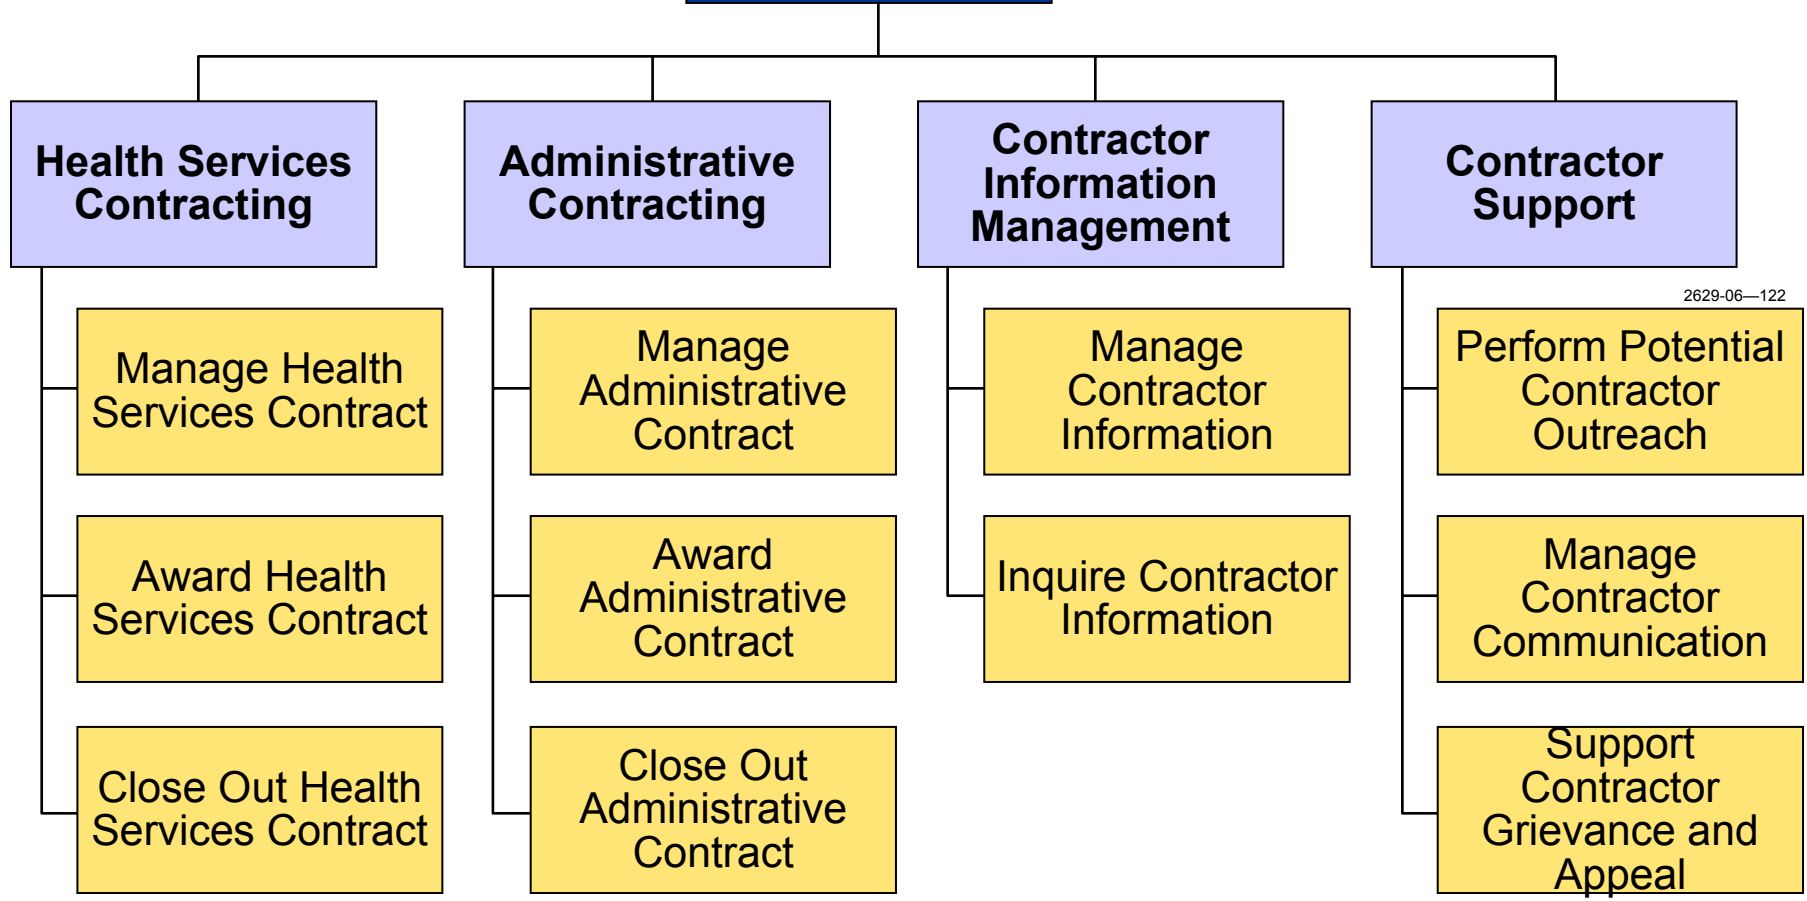 Health Services
Contracting
Administrative
Contracting
Contractor
Information
Management
Contractor
Support
2629-06—122
Manage Health
Services Contract
Manage
Administrative
Contract
Manage
Contractor
Information
Perform Potential
Contractor
Outreach
Award Health
Services Contract
Award
Administrative
Contract
Inquire Contractor
Information
Manage
Contractor
Communication
Close Out Health
Services Contract
Close Out
Administrative
Contract
Support
Contractor
Grievance and
Appeal